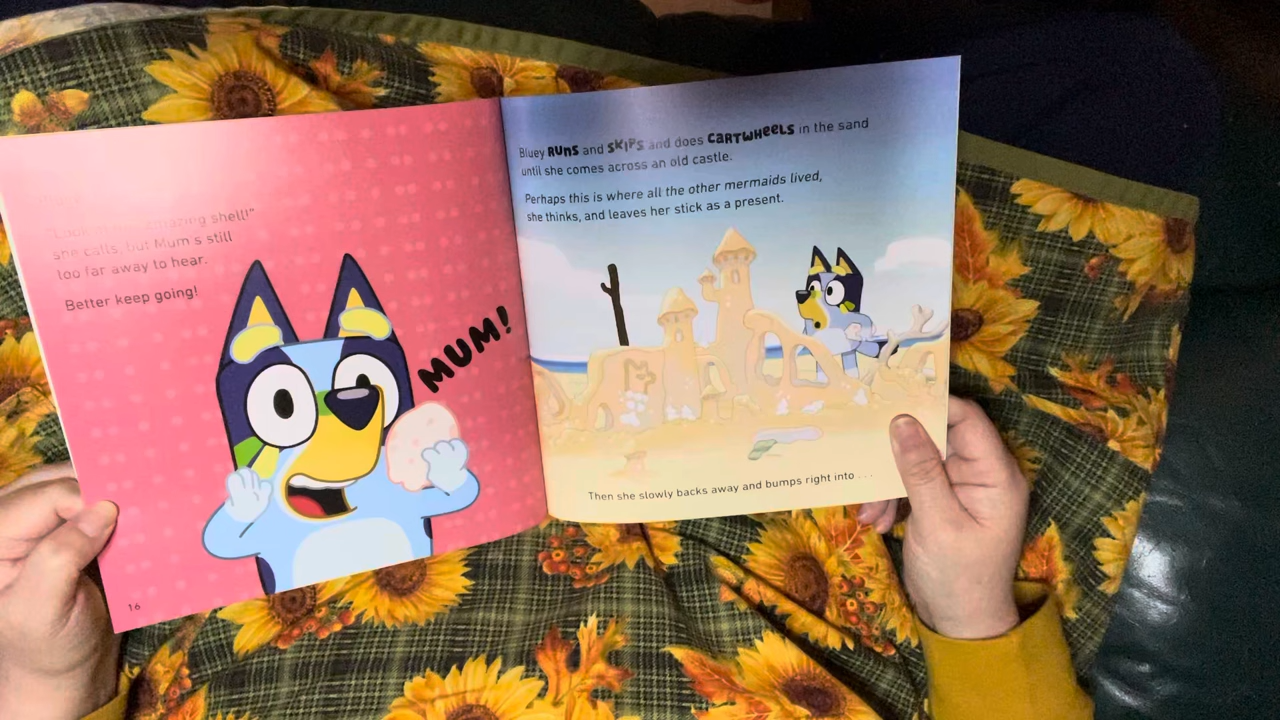 amazing shell!"
she calls, but Mum's still
too far away to hear.
Better keep going!
MUM!
16
Bluey RUNS and SKIPS and does CARTWHEELS in the sand
until she comes across an old castle.
Perhaps this is where all the other mermaids lived,
she thinks, and leaves her stick as a present.
Then she slowly backs away and bumps right into . . .